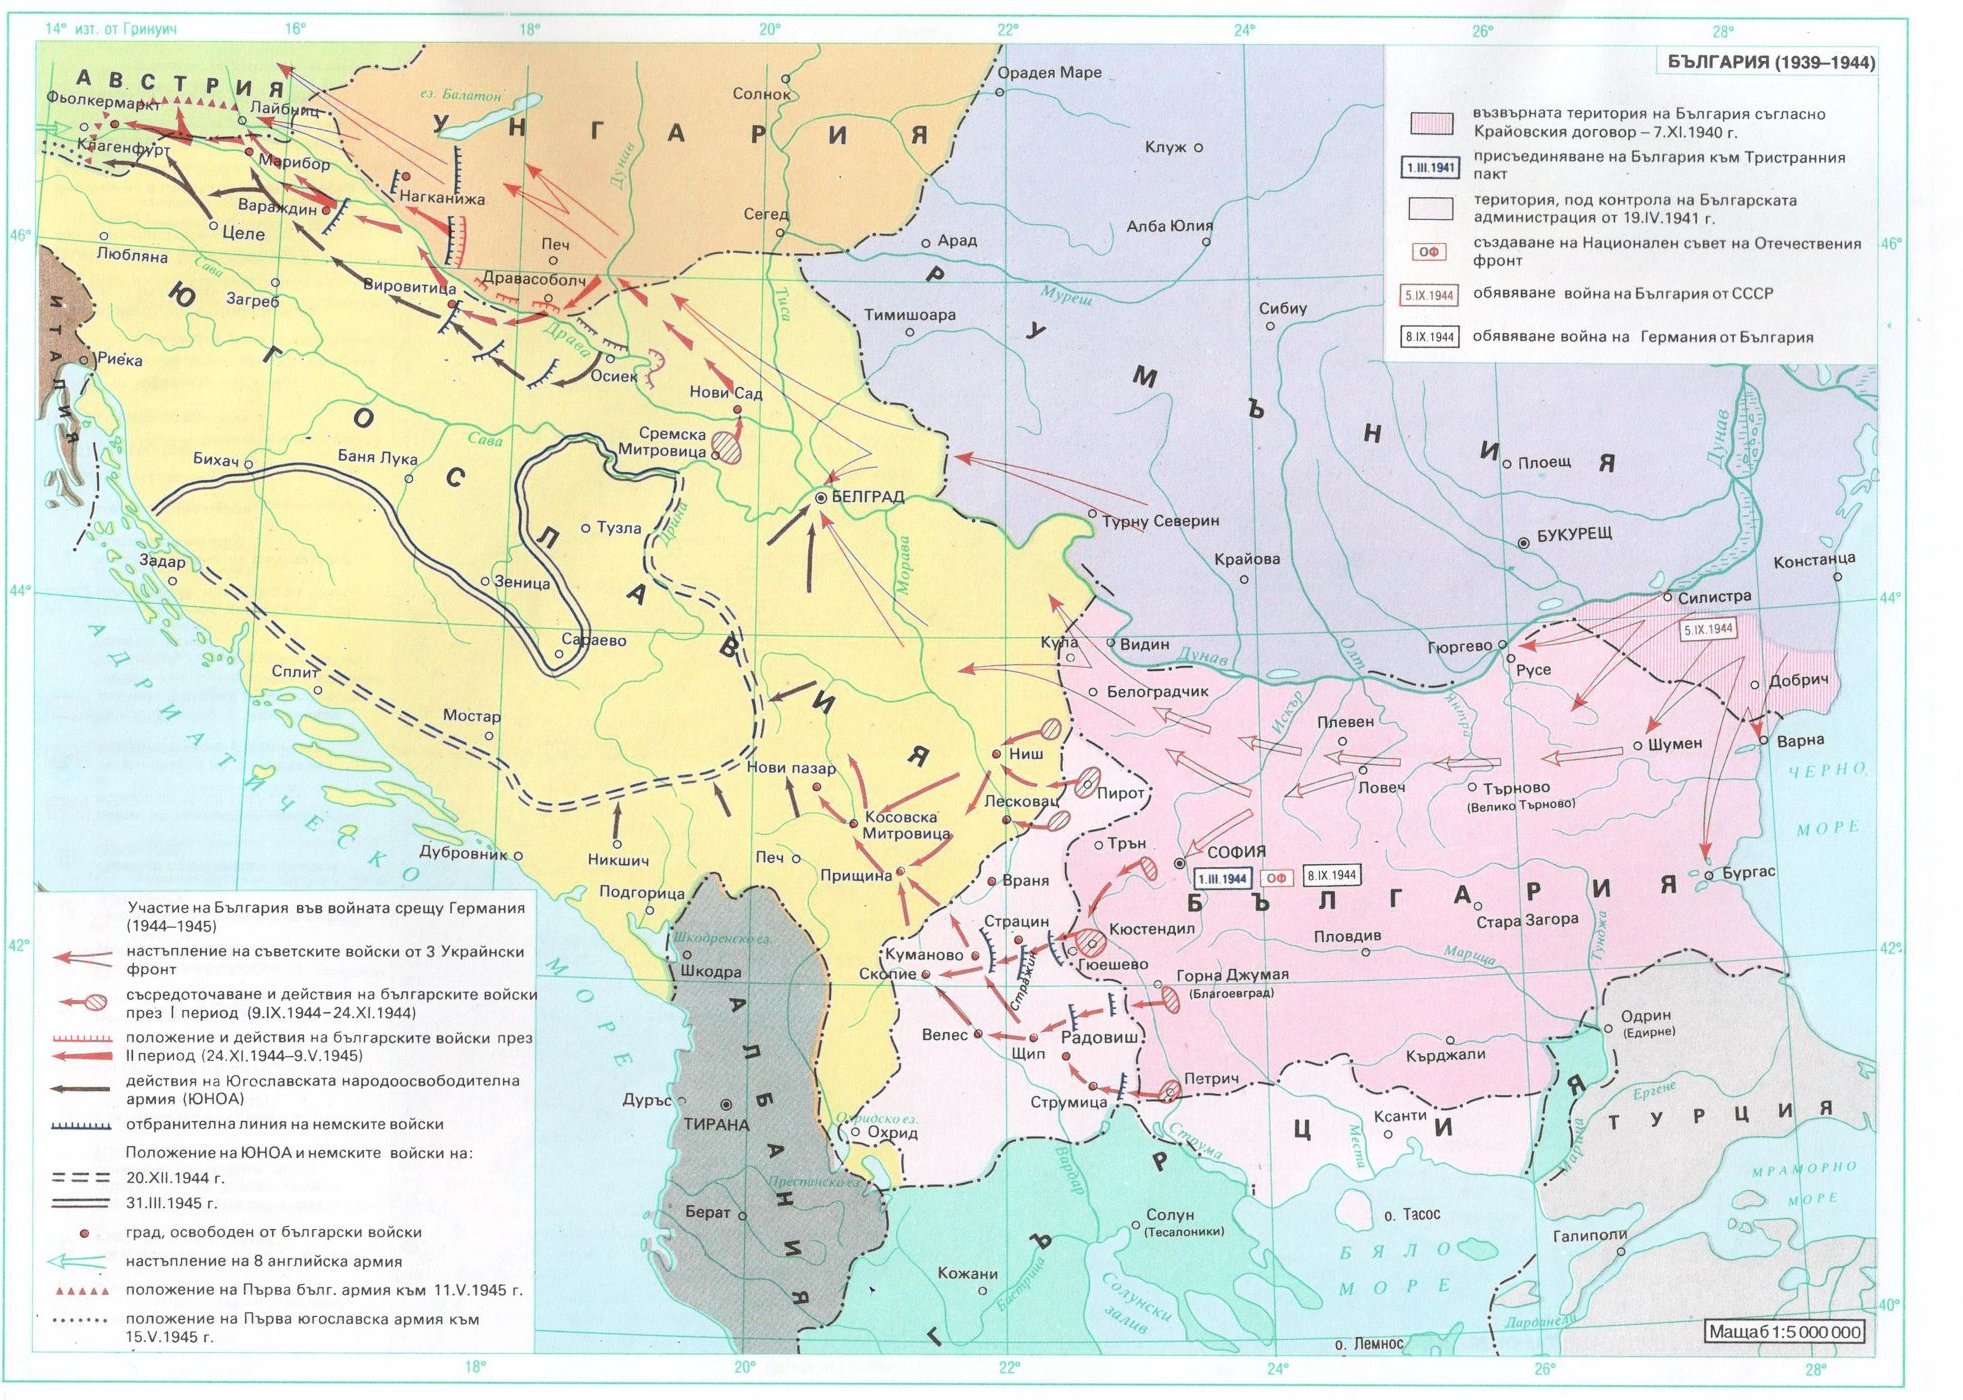 14° изт. от Гринуич
16°
18°
20°
22°
24°
26°
28°
БЪЛГАРИЯ (1939–1944)
възвърната територия на България съгласно
Крайовския договор – 7.XI.1940 г.
1.III.1941
присъединяване на България към Тристранния
пакт
територия, под контрола на Българската
администрация от 19.IV.1941 г.
ОФ
създаване на Национален съвет на Отечествения
фронт
5.IX.1944
обявяване война на България от СССР
8.IX.1944
обявяване война на Германия от България
АВСТРИЯ
Фьолкермаркт
Лайбниц
Клагенфурт
Марибор
Вараждин
Целе
Любляна
Сава
Загреб
46°
46°
ИТАЛИЯ
Риека
УНГАРИЯ
ез. Балатон
Солнок
Дунав
Нагканижа
Сегед
Печ
Дравасоболч
Вировитица
Драва
Осиек
Тиса
Орадея Маре
Клуж
Алба Юлия
Арад
Муреш
Тимишоара
Сибиу
РУМЪНИЯ
Плоещ
Дунав
БУКУРЕЩ
Турну Северин
Крайова
Констанца
Силистра
5.IX.1944
Гюргево
Русе
Олт
Добрич
ЮГОСЛАВИЯ
Нови Сад
Сремска
Митровица
Сава
Бихач
Баня Лука
БЕЛГРАД
Тузла
Дрина
Морава
Задар
Зеница
44°
44°
Сараево
Сплит
Мостар
АДРИАТИЧЕСКО
МОРЕ
Нови пазар
Ниш
Лесковац
Пирот
Косовска
Митровица
Дубровник
Никшич
Печ
Прищина
Подгорица
Враня
Кула
Видин
Дунав
Белоградчик
Искър
Плевен
Янтра
Шумен
Варна
Ловеч
Търново
(Велико Търново)
ЧЕРНО
МОРЕ
Трън
СОФИЯ
1.III.1944
ОФ
8.IX.1944
БЪЛГАРИЯ
Бургас
Стара Загора
Пловдив
Марица
Тунджа
42°
42°
Страцин
Куманово
Скопие
Стражин
Кюстендил
Гюешево
Горна Джумая
(Благоевград)
Велес
Щип
Радовиш
Петрич
Струмица
Кърджали
Одрин
(Едирне)
Ергене
ТУРЦИЯ
Марица
Ксанти
Места
Струма
Вардар
ГЪРЦИЯ
Шкодренско ез.
Шкодра
АЛБАНИЯ
Дуръс
ТИРАНА
Охридско ез.
Охрид
Преспанско ез.
Берат
Кожани
Бастрица
Солун
(Тесалоники)
Солунски
залив
о. Тасос
БЯЛО
МОРЕ
о. Лемнос
Галиполи
Дарданели
МРАМОРНО
МОРЕ
40°
Мащаб 1:5 000 000
Участие на България във войната срещу Германия
(1944–1945)
настъпление на съветските войски от 3 Украйнски
фронт
съсредоточаване и действия на българските войски
през I период (9.IX.1944–24.XI.1944)
положение и действия на българските войски през
II период (24.XI.1944–9.V.1945)
действия на Югославската народоосвободителна
армия (ЮНОА)
отбранителна линия на немските войски
Положение на ЮНОА и немските войски на:
20.XII.1944 г.
31.III.1945 г.
град, освободен от български войски
настъпление на 8 английска армия
положение на Първа бълг. армия към 11.V.1945 г.
положение на Първа югославска армия към
15.V.1945 г.
18°
20°
22°
24°
26°
28°